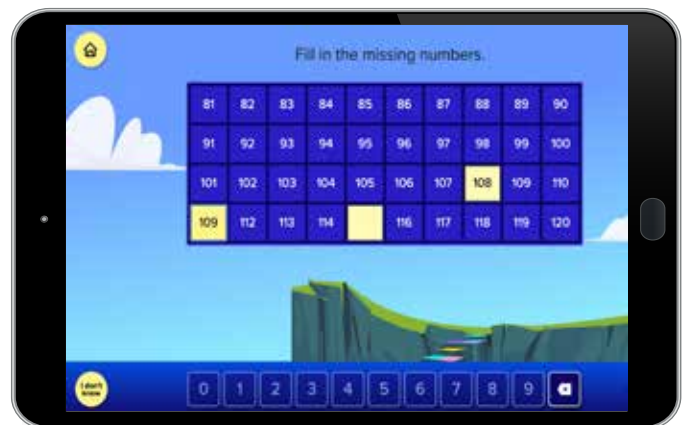 Fill in the missing numbers.
81 82 83 84 85 86 87 88 89 90
91 92 93 94 95 96 97 98 99 100
101 102 103 104 105 106 107 108 109 110
109 112 113 114 116 117 118 119 120
I don't
know
0 1 2 3 4 5 6 7 8 9